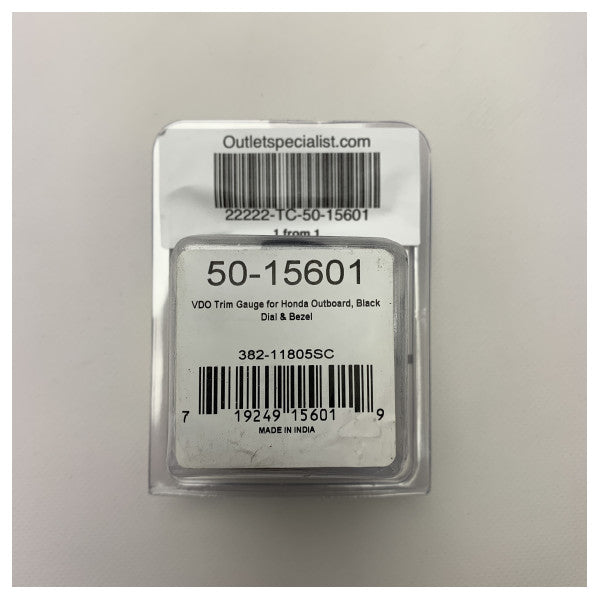 Outletspecialist.com
22222-TC-50-15601
1 from 1
50-15601
VDO Trim Gauge for Honda Outboard, Black
Dial & Bezel
382-11805SC
7 19249 15601 9
MADE IN INDIA